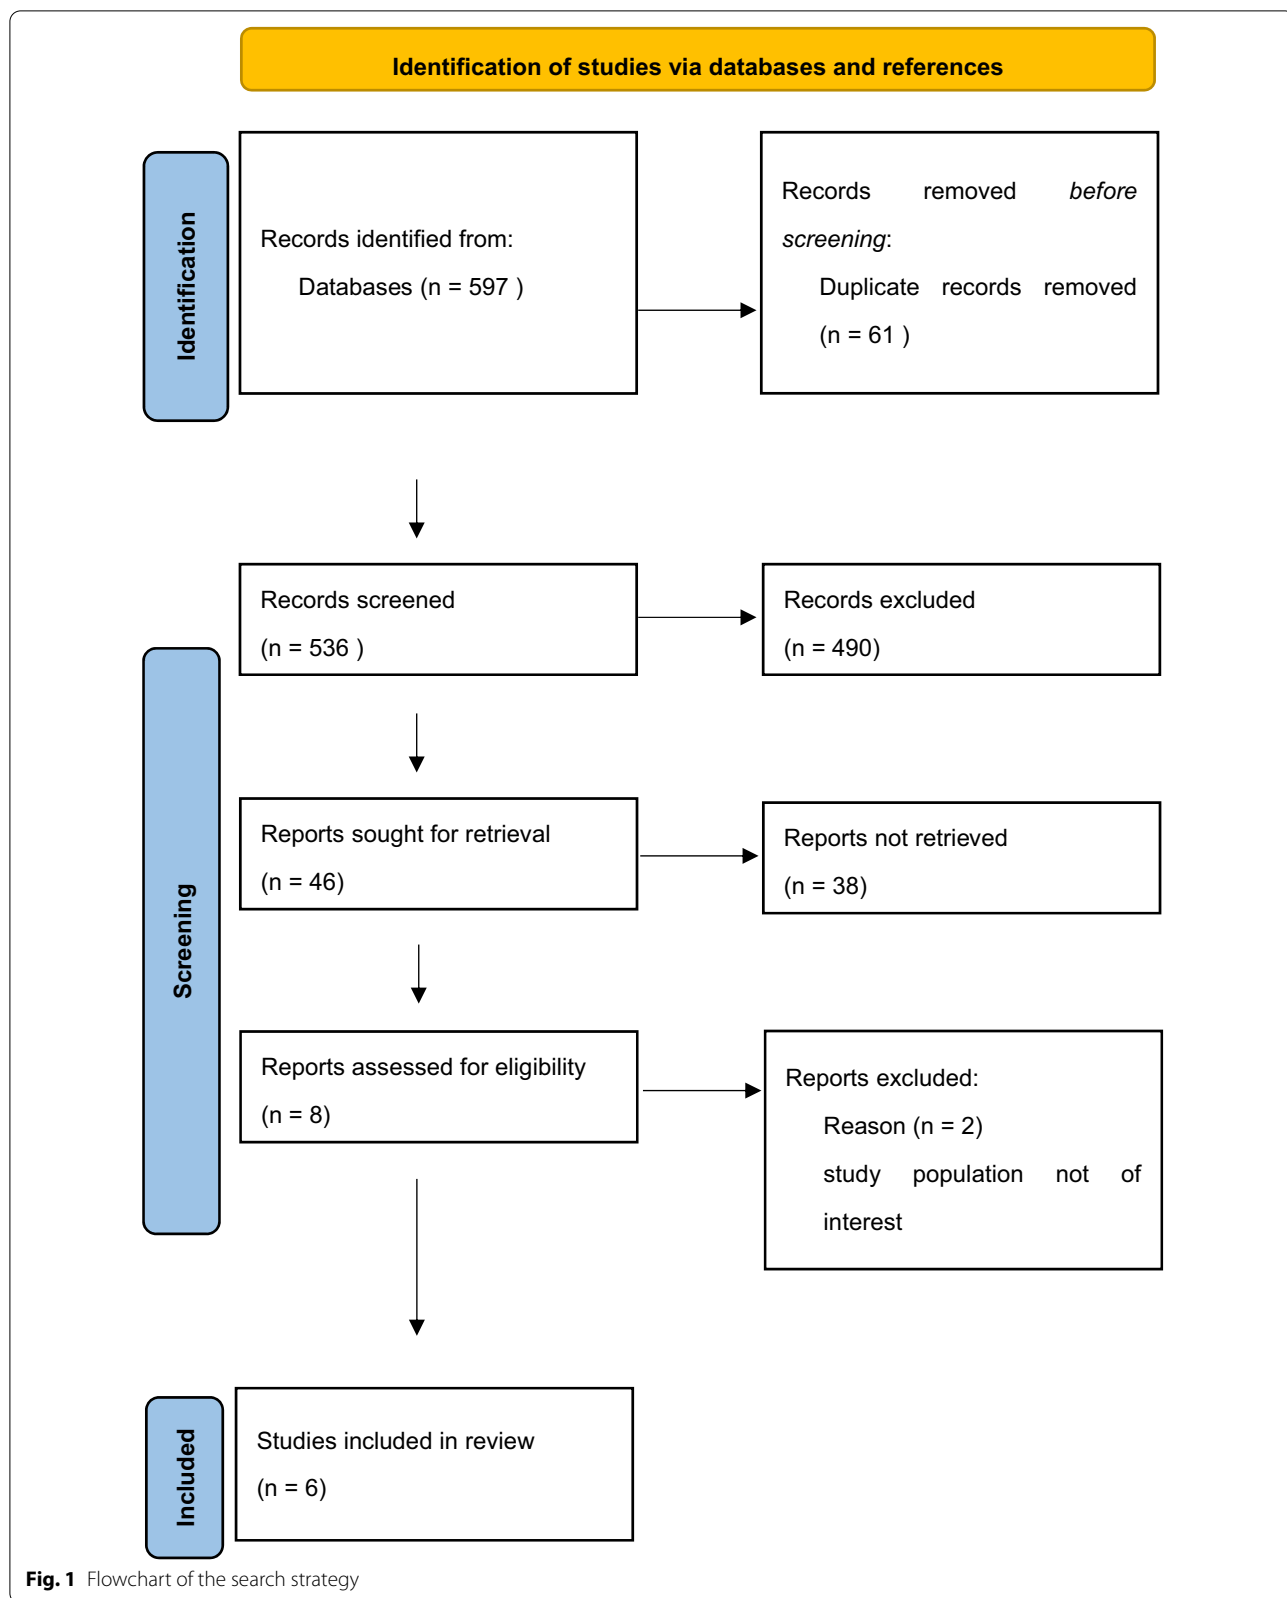 Identification of studies via databases and references
Identification
Records identified from:
Databases (n = 597 )
Records removed before
screening:
Duplicate records removed
(n = 61 )
Screening
Records screened
(n = 536 )
Records excluded
(n = 490)
Reports sought for retrieval
(n = 46)
Reports not retrieved
(n = 38)
Reports assessed for eligibility
(n = 8)
Reports excluded:
Reason (n = 2)
study population not of
interest
Included
Studies included in review
(n = 6)
Fig. 1 Flowchart of the search strategy